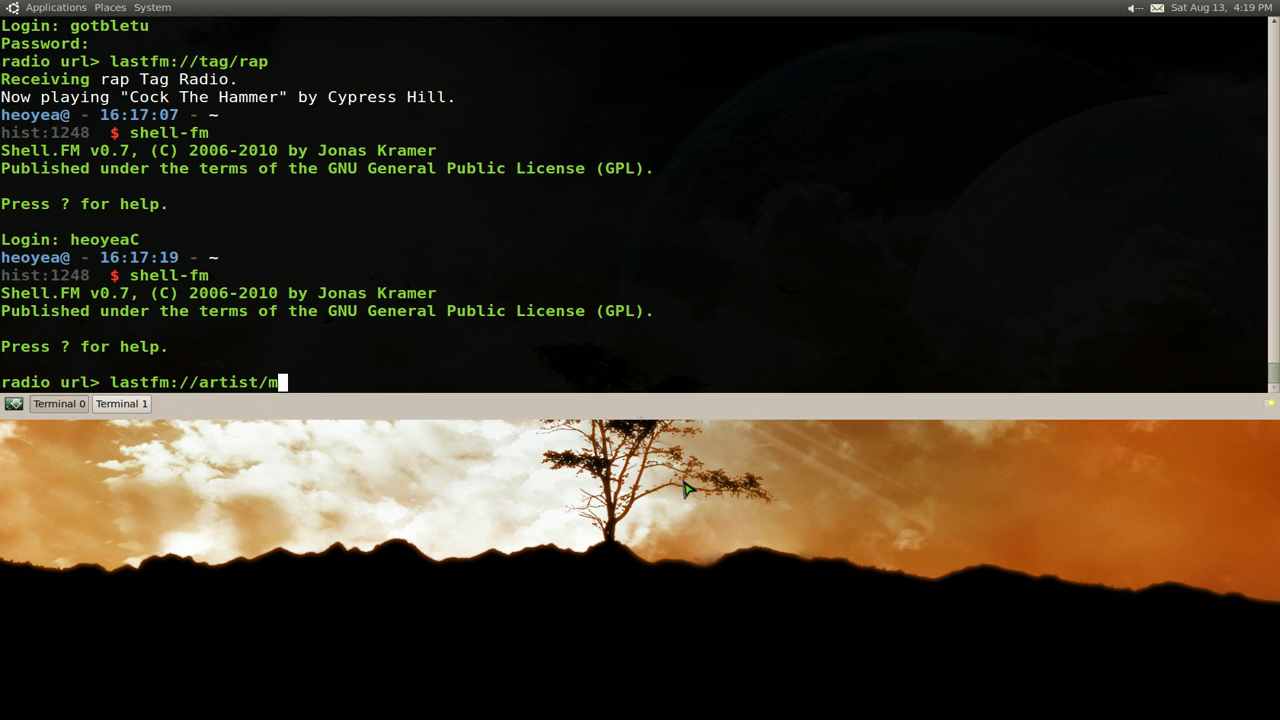 Applications Places System
Sat Aug 13, 4:19 PM
Login: gotbletu
Password:
radio url> lastfm://tag/rap
Receiving rap Tag Radio.
Now playing "Cock The Hammer" by Cypress Hill.
heoyea@ - 16:17:07 - ~
hist:1248 $ shell-fm
Shell.FM v0.7, (C) 2006-2010 by Jonas Kramer
Published under the terms of the GNU General Public License (GPL).
Press ? for help.
Login: heoyeaC
heoyea@ - 16:17:19 - ~
hist:1248 $ shell-fm
Shell.FM v0.7, (C) 2006-2010 by Jonas Kramer
Published under the terms of the GNU General Public License (GPL).
Press ? for help.
radio url> lastfm://artist/m
Terminal 0 Terminal 1